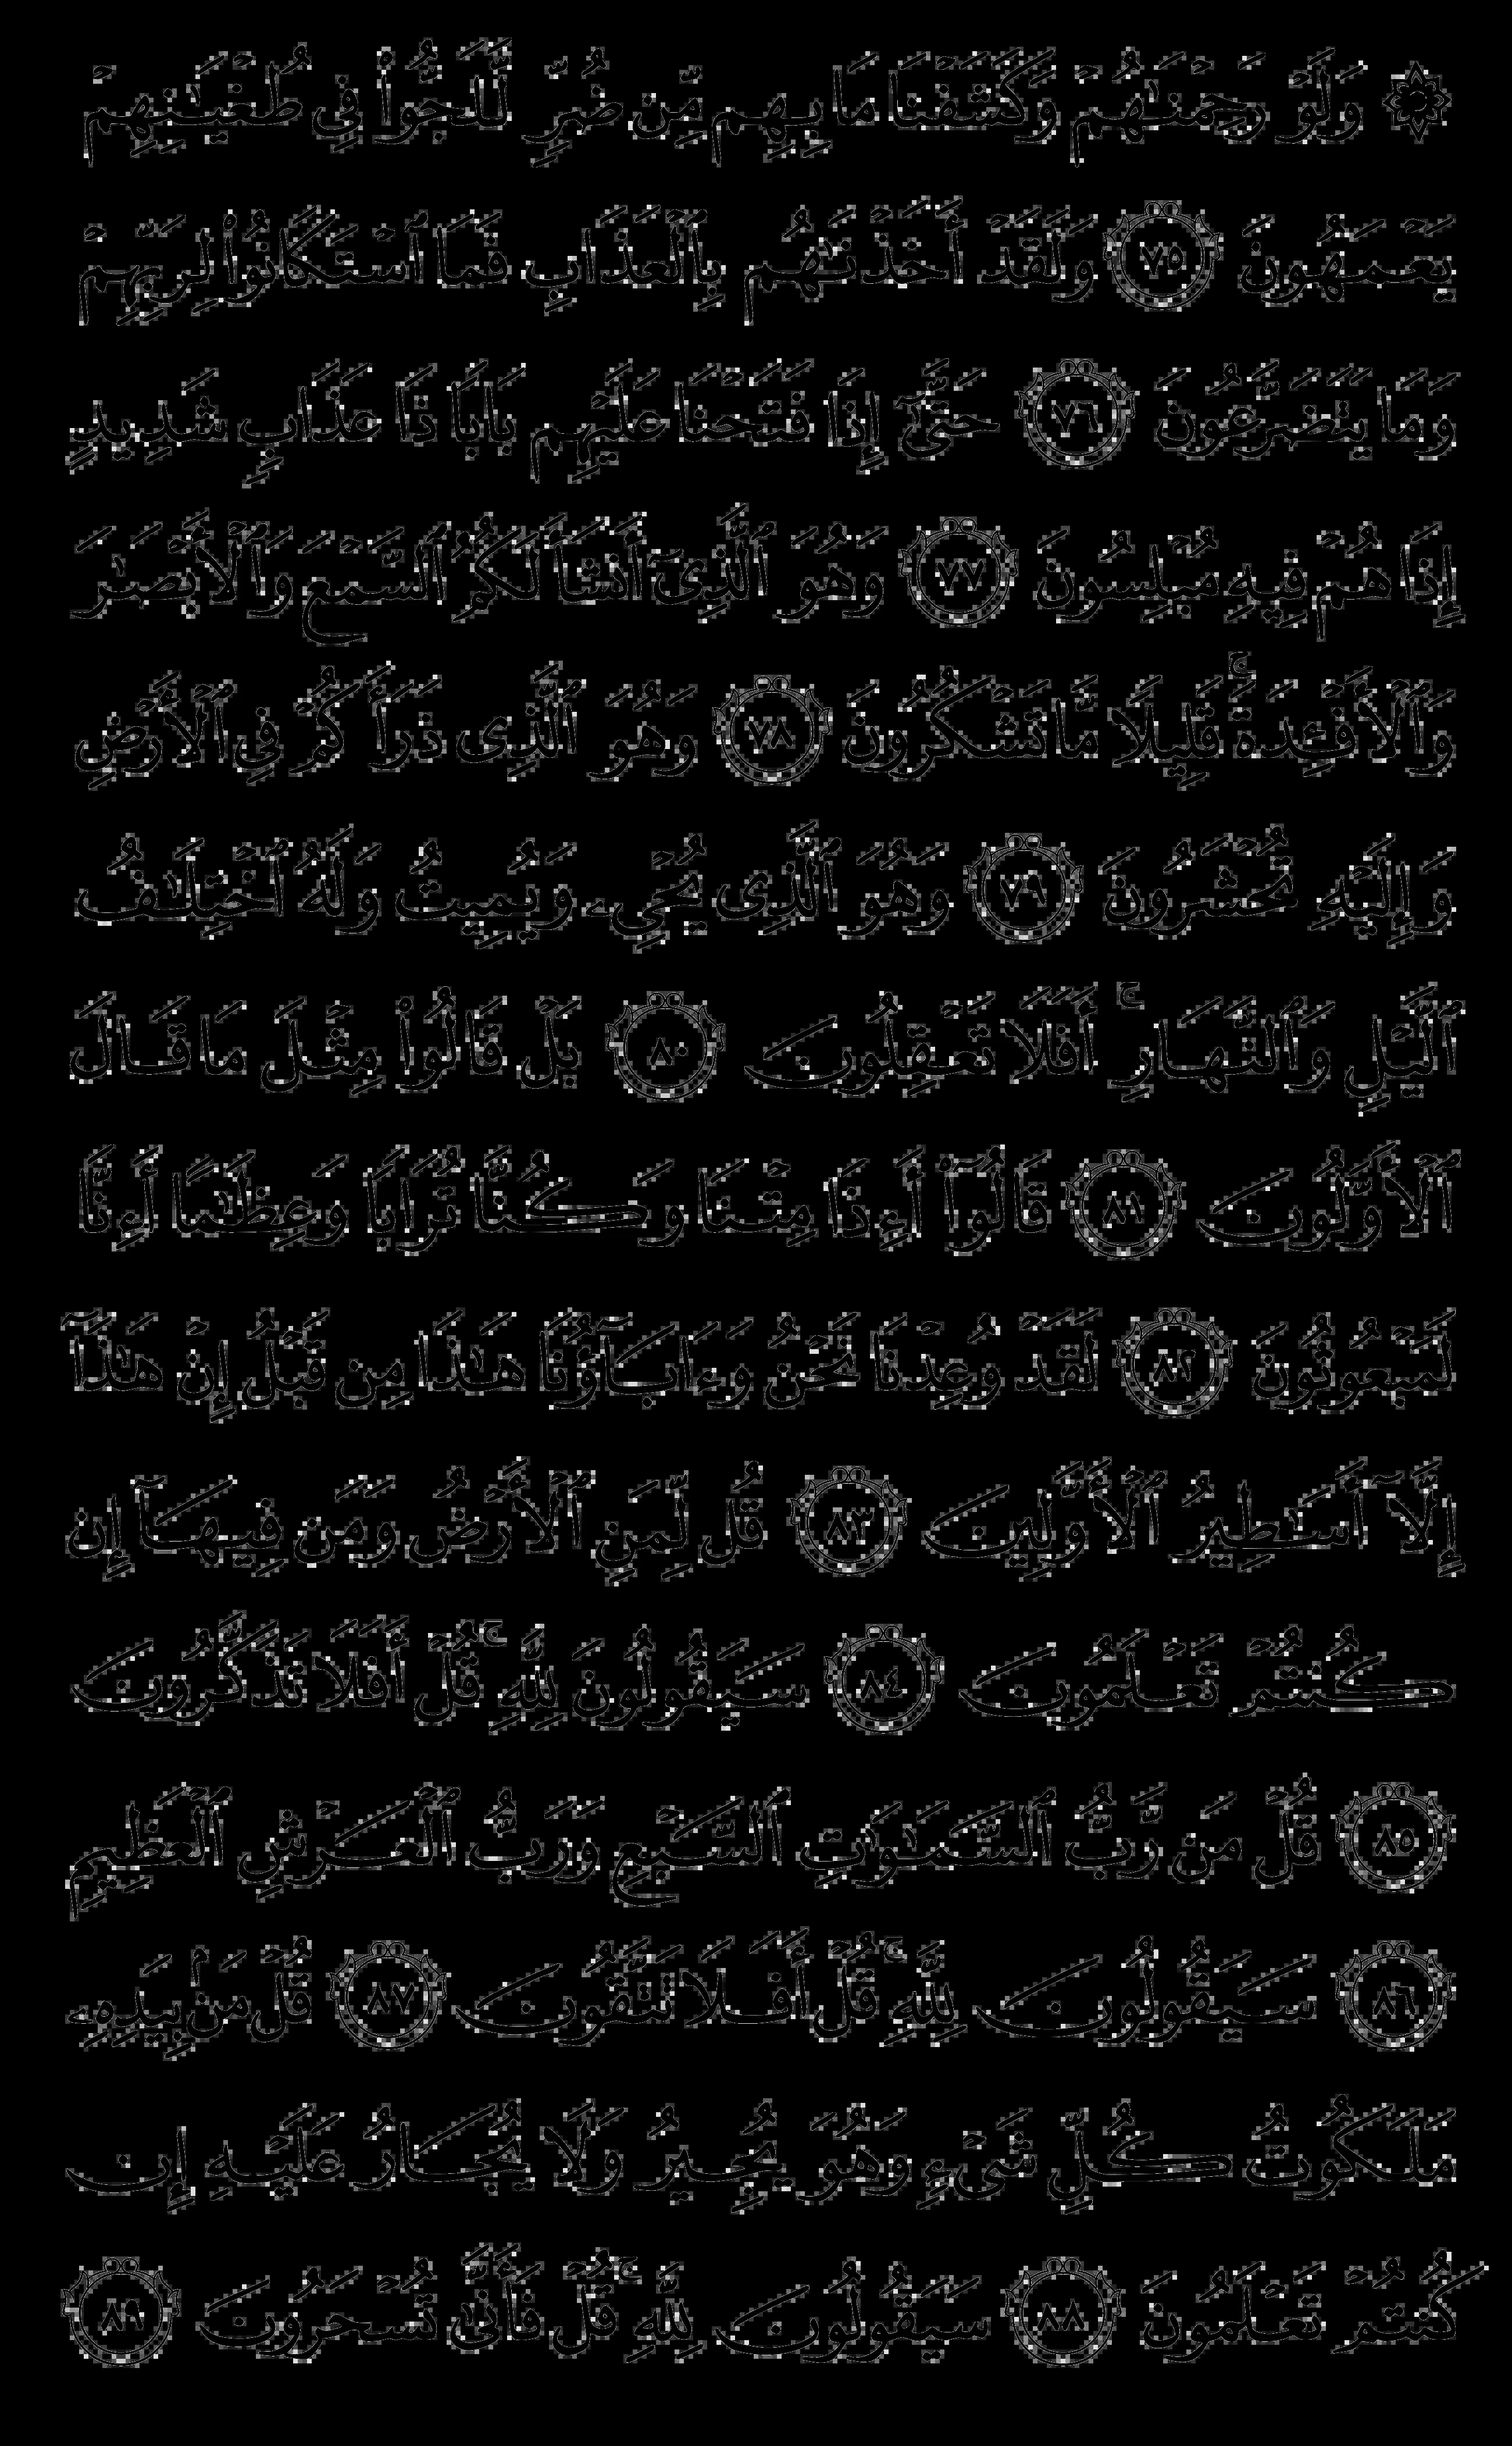 ۞ وَلَوْ رَحِمْنَٰهُمْ وَكَشَفْنَا مَا بِهِم مِّن ضُرٍّ لَّلَجُّوا۟ فِى طُغْيَٰنِهِمْ
يَعْمَهُونَ ٧٥ وَلَقَدْ أَخَذْنَٰهُم بِٱلْعَذَابِ فَمَا ٱسْتَكَانُوا۟ لِرَبِّهِمْ
وَمَا يَتَضَرَّعُونَ ٧٦ حَتَّىٰٓ إِذَا فَتَحْنَا عَلَيْهِم بَابًا ذَا عَذَابٍ شَدِيدٍ
إِذَا هُمْ فِيهِ مُبْلِسُونَ ٧٧ وَهُوَ ٱلَّذِىٓ أَنشَأَ لَكُمُ ٱلسَّمْعَ وَٱلْأَبْصَٰرَ
وَٱلْأَفْـِٔدَةَ ۚ قَلِيلًا مَّا تَشْكُرُونَ ٧٨ وَهُوَ ٱلَّذِى ذَرَأَكُمْ فِى ٱلْأَرْضِ
وَإِلَيْهِ تُحْشَرُونَ ٧٩ وَهُوَ ٱلَّذِى يُحْىِۦ وَيُمِيتُ وَلَهُ ٱخْتِلَٰفُ
ٱلَّيْلِ وَٱلنَّهَارِ ۚ أَفَلَا تَعْقِلُونَ ٨٠ بَلْ قَالُوا۟ مِثْلَ مَا قَالَ
ٱلْأَوَّلُونَ ٨١ قَالُوٓا۟ أَءِذَا مِتْنَا وَكُنَّا تُرَابًا وَعِظَٰمًا أَءِنَّا
لَمَبْعُوثُونَ ٨٢ لَقَدْ وُعِدْنَا نَحْنُ وَءَابَآؤُنَا هَٰذَا مِن قَبْلُ إِنْ هَٰذَآ
إِلَّآ أَسَٰطِيرُ ٱلْأَوَّلِينَ ٨٣ قُل لِّمَنِ ٱلْأَرْضُ وَمَن فِيهَآ إِن
كُنتُمْ تَعْلَمُونَ ٨٤ سَيَقُولُونَ لِلَّهِ ۚ قُلْ أَفَلَا تَذَكَّرُونَ
٨٥ قُلْ مَن رَّبُّ ٱلسَّمَٰوَٰتِ ٱلسَّبْعِ وَرَبُّ ٱلْعَرْشِ ٱلْعَظِيمِ
٨٦ سَيَقُولُونَ لِلَّهِ ۚ قُلْ أَفَلَا تَتَّقُونَ ٨٧ قُلْ مَنۢ بِيَدِهِۦ
مَلَكُوتُ كُلِّ شَىْءٍ وَهُوَ يُجِيرُ وَلَا يُجَارُ عَلَيْهِ إِن
كُنتُمْ تَعْلَمُونَ ٨٨ سَيَقُولُونَ لِلَّهِ ۚ قُلْ فَأَنَّىٰ تُسْحَرُونَ ٨٩